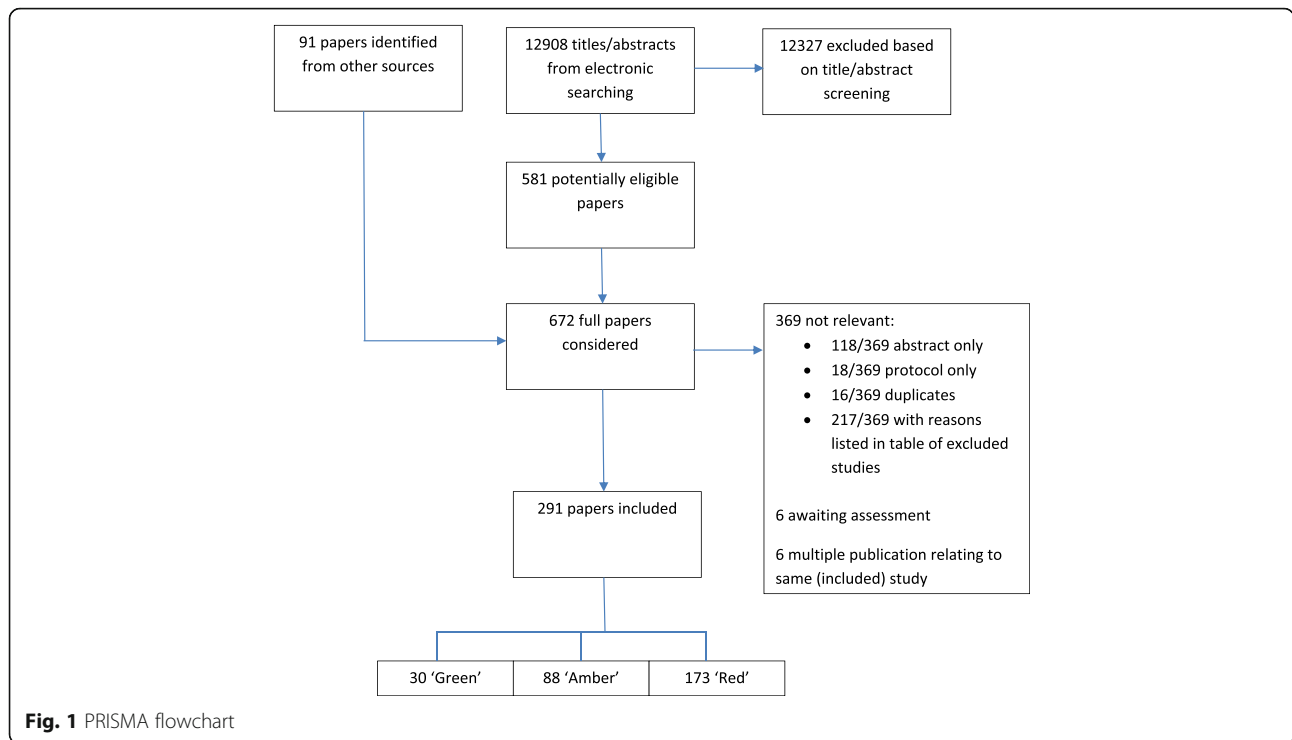 91 papers identified
from other sources
12908 titles/abstracts
from electronic
searching
12327 excluded based
on title/abstract
screening
581 potentially eligible
papers
672 full papers
considered
369 not relevant:
• 118/369 abstract only
• 18/369 protocol only
• 16/369 duplicates
• 217/369 with reasons
listed in table of excluded
studies
6 awaiting assessment
6 multiple publication relating to
same (included) study
291 papers included
30 ‘Green’
88 ‘Amber’
173 ‘Red’
Fig. 1 PRISMA flowchart